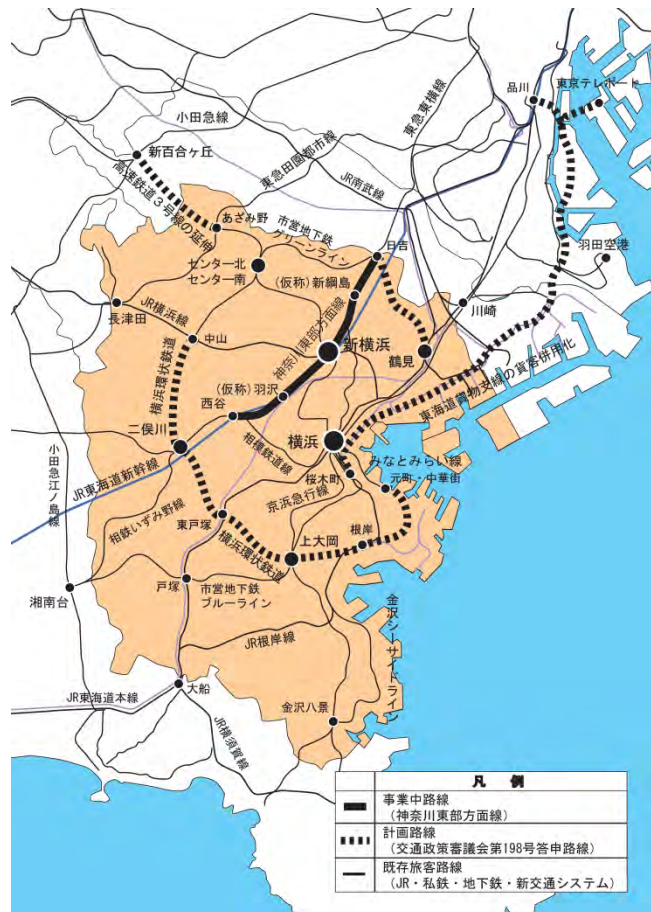 品川
東京テレポート
小田急線
東急東横線
新百合ヶ丘
東急田園都市線
JR南武線
高速鉄道3号線の延伸
あざみ野
市営地下鉄
グリーンライン
日吉
羽田空港
センター北
センター南
(仮称)新綱島
神奈川東部方面線
長津田
JR横浜線
中山
川崎
新横浜
鶴見
横浜環状鉄道
(仮称)羽沢
西谷
東海道貨物支線の貨客併用化
二俣川
横浜
相模鉄道線
みなとみらい線
桜木町
元町・中華街
小田急江ノ島線
JR東海道新幹線
京浜急行線
相鉄いずみ野線
東戸塚
横浜環状鉄道
上大岡
根岸
戸塚
市営地下鉄
ブルーライン
湘南台
金沢シーサイドライン
JR根岸線
JR東海道本線
大船
金沢八景
JR横須賀線
凡 例
事業中路線
(神奈川東部方面線)
計画路線
(交通政策審議会第198号答申路線)
既存旅客路線
(JR・私鉄・地下鉄・新交通システム)